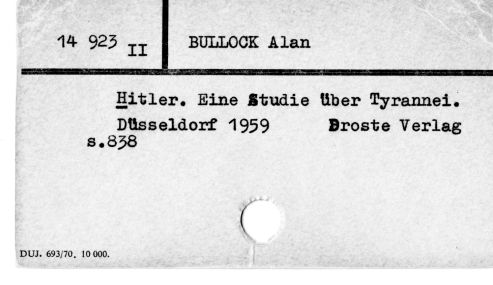 14 923 II BULLOCK Alan
Hitler. Eine Studie über Tyrannei.
Düsseldorf 1959 Droste Verlag
s.838
DUJ. 693/70. 10 000.